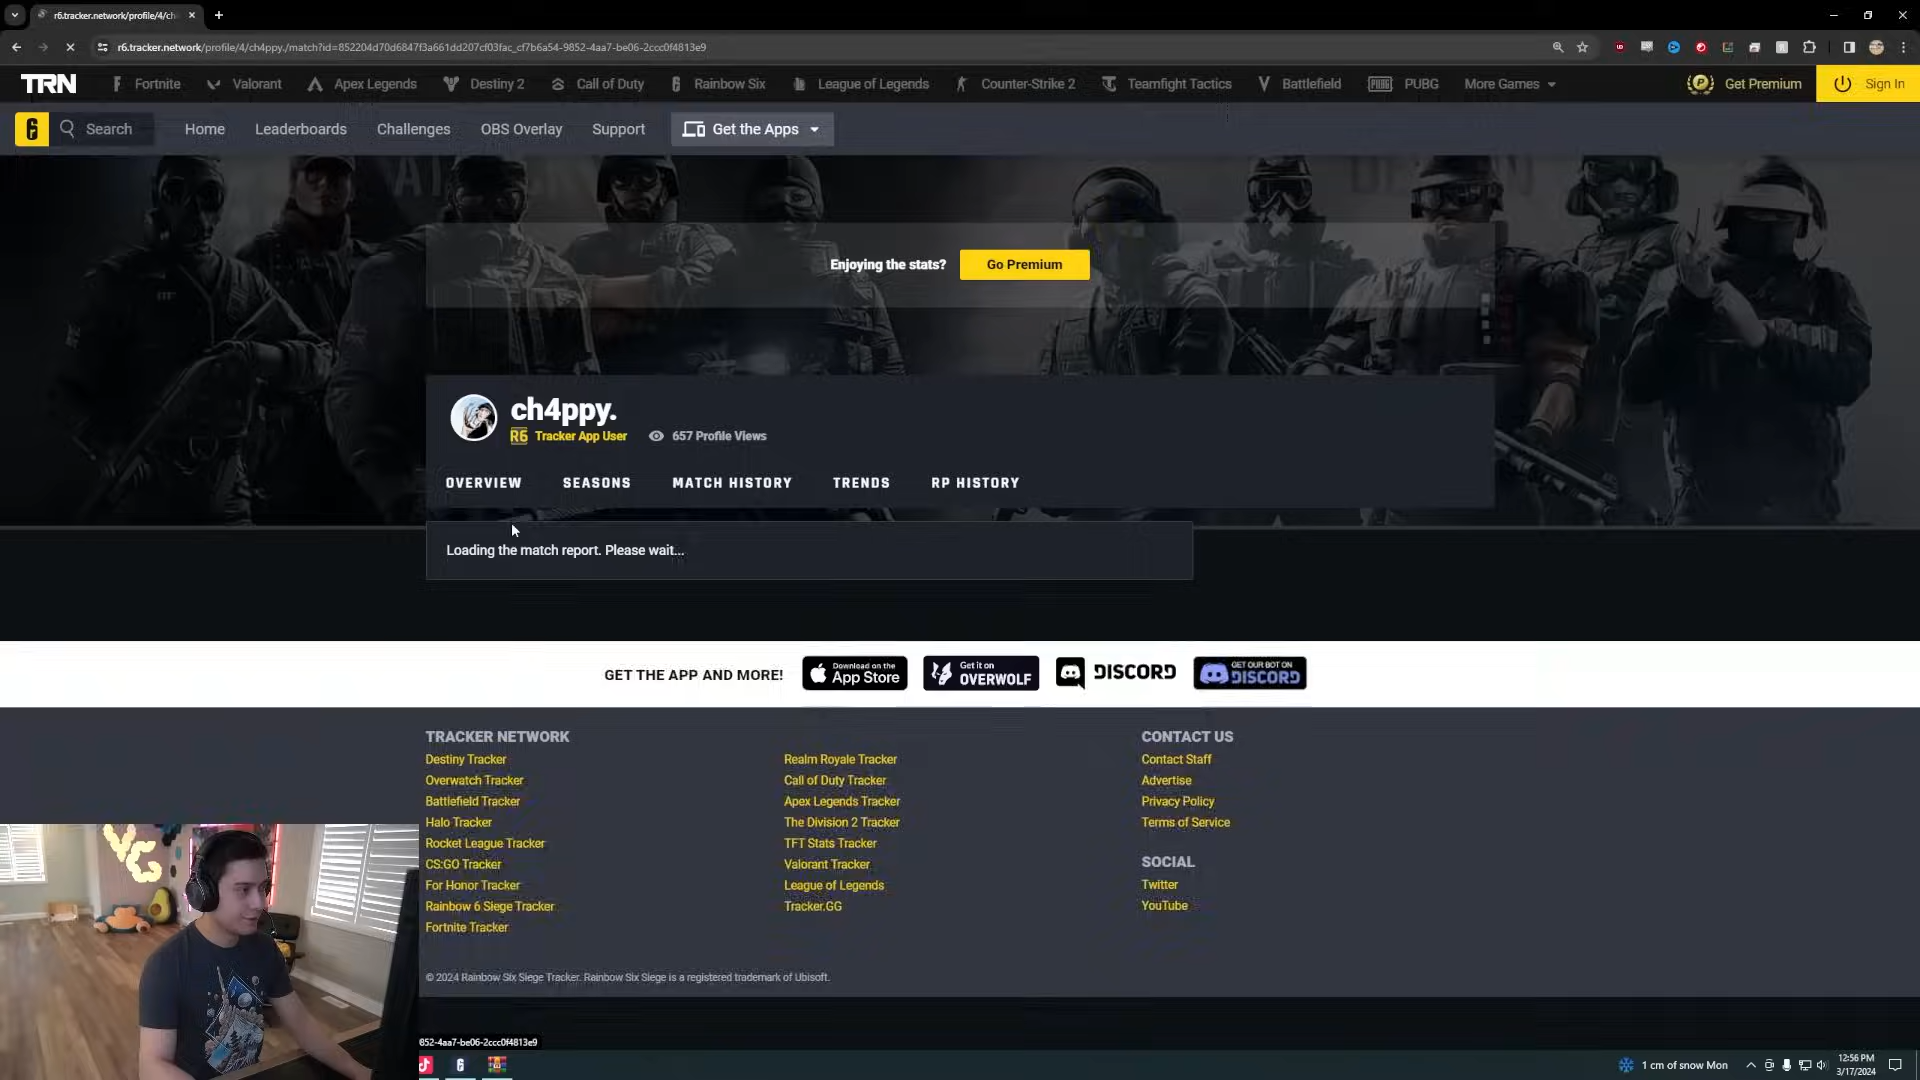 r6.tracker.network/profile/4/ch
r6.tracker.network/profile/4/ch4ppy./match?id=852204d70d6847f3a661dd207cf03fac_cf7b6a54-9852-4aa7-be06-2ccc0f4813e9
TRN Fortnite Valorant Apex Legends Destiny 2 Call of Duty Rainbow Six League of Legends Counter-Strike 2 Teamfight Tactics Battlefield PUBG More Games Get Premium Sign In
6 Search Home Leaderboards Challenges OBS Overlay Support Get the Apps
Enjoying the stats? Go Premium
ch4ppy.
R6 Tracker App User 657 Profile Views
OVERVIEW SEASONS MATCH HISTORY TRENDS RP HISTORY
Loading the match report. Please wait...
GET THE APP AND MORE! Download on the App Store Get it on OVERWOLF DISCORD GET OUR BOT ON DISCORD
TRACKER NETWORK
Destiny Tracker
Overwatch Tracker
Battlefield Tracker
Halo Tracker
Rocket League Tracker
CS:GO Tracker
For Honor Tracker
Rainbow 6 Siege Tracker
Fortnite Tracker
Realm Royale Tracker
Call of Duty Tracker
Apex Legends Tracker
The Division 2 Tracker
TFT Stats Tracker
Valorant Tracker
League of Legends
Tracker.GG
CONTACT US
Contact Staff
Advertise
Privacy Policy
Terms of Service
SOCIAL
Twitter
YouTube
© 2024 Rainbow Six Siege Tracker. Rainbow Six Siege is a registered trademark of Ubisoft.
VG
852-4aa7-be06-2ccc0f4813e9
1 cm of snow Mon
12:56 PM
3/17/2024